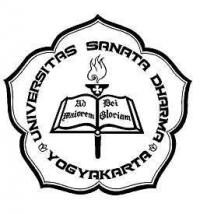 UNIVERSITAS SANATA DHARMA
Ad Dei
Maiorem Gloriam
YOGYAKARTA